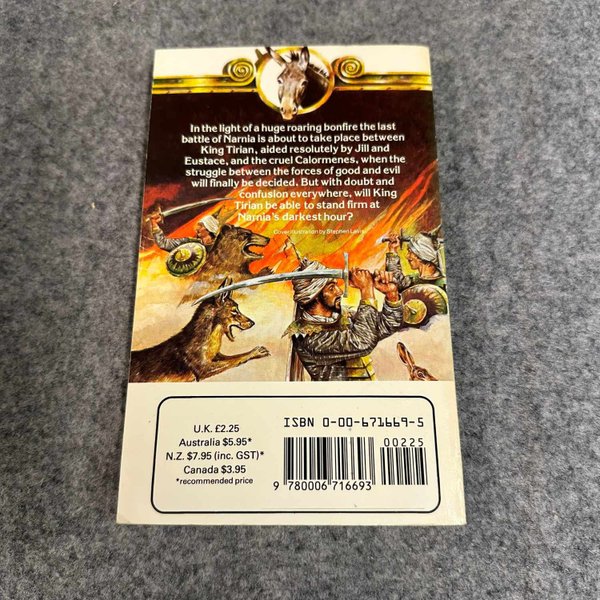 In the light of a huge roaring bonfire the last
battle of Narnia is about to take place between
King Tirian, aided resolutely by Jill and
Eustace, and the cruel Calormenes, when the
struggle between the forces of good and evil
will finally be decided. But with doubt and
confusion everywhere, will King
Tirian be able to stand firm at
Narnia's darkest hour?
Cover illustration by Stephen Lavis
U.K. £2.25
Australia $5.95*
N.Z. $7.95 (inc. GST)*
Canada $3.95
*recommended price
ISBN 0-00-671669-5
00225
9 780006 716693